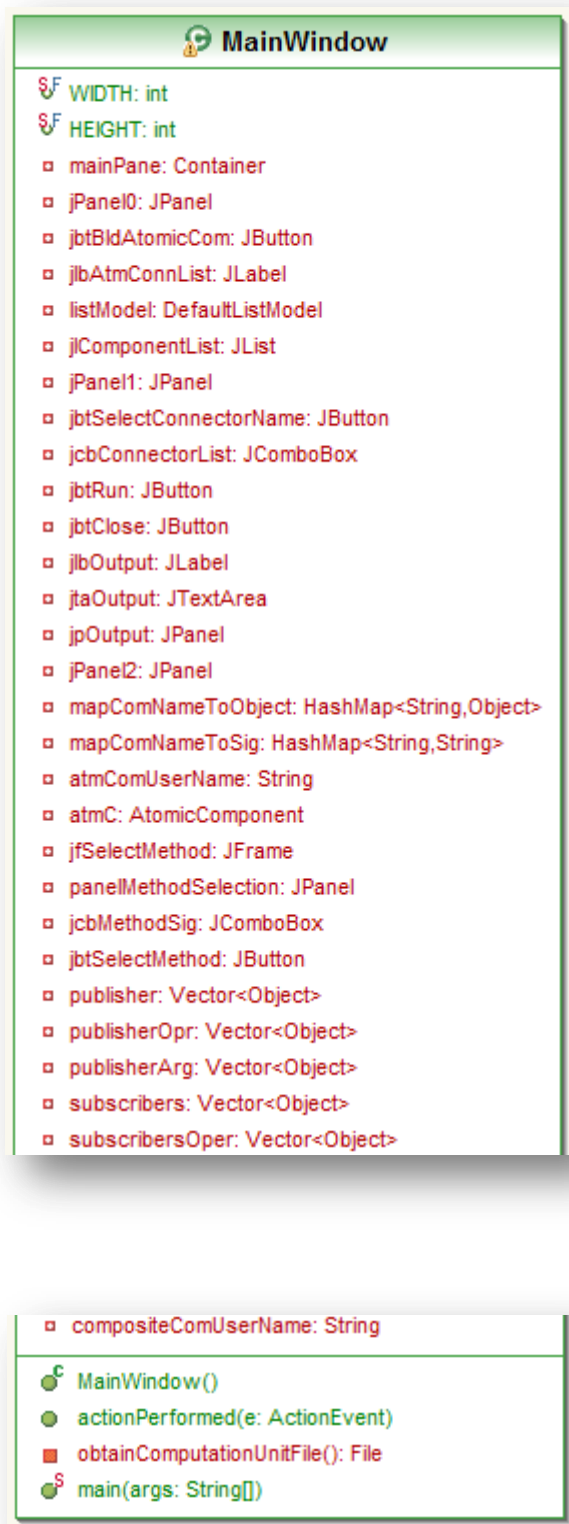 MainWindow
WIDTH: int
HEIGHT: int
mainPane: Container
jPanel0: JPanel
jbtBldAtomicCom: JButton
jlbAtmConnList: JLabel
listModel: DefaultListModel
jlComponentList: JList
jPanel1: JPanel
jbtSelectConnectorName: JButton
jcbConnectorList: JComboBox
jbtRun: JButton
jbtClose: JButton
jlbOutput: JLabel
jtaOutput: JTextArea
jpOutput: JPanel
jPanel2: JPanel
mapComNameToObject: HashMap<String,Object>
mapComNameToSig: HashMap<String,String>
atmComUserName: String
atmC: AtomicComponent
jfSelectMethod: JFrame
panelMethodSelection: JPanel
jcbMethodSig: JComboBox
jbtSelectMethod: JButton
publisher: Vector<Object>
publisherOpr: Vector<Object>
publisherArg: Vector<Object>
subscribers: Vector<Object>
subscribersOper: Vector<Object>
compositeComUserName: String
MainWindow()
actionPerformed(e: ActionEvent)
obtainComputationUnitFile(): File
main(args: String[])